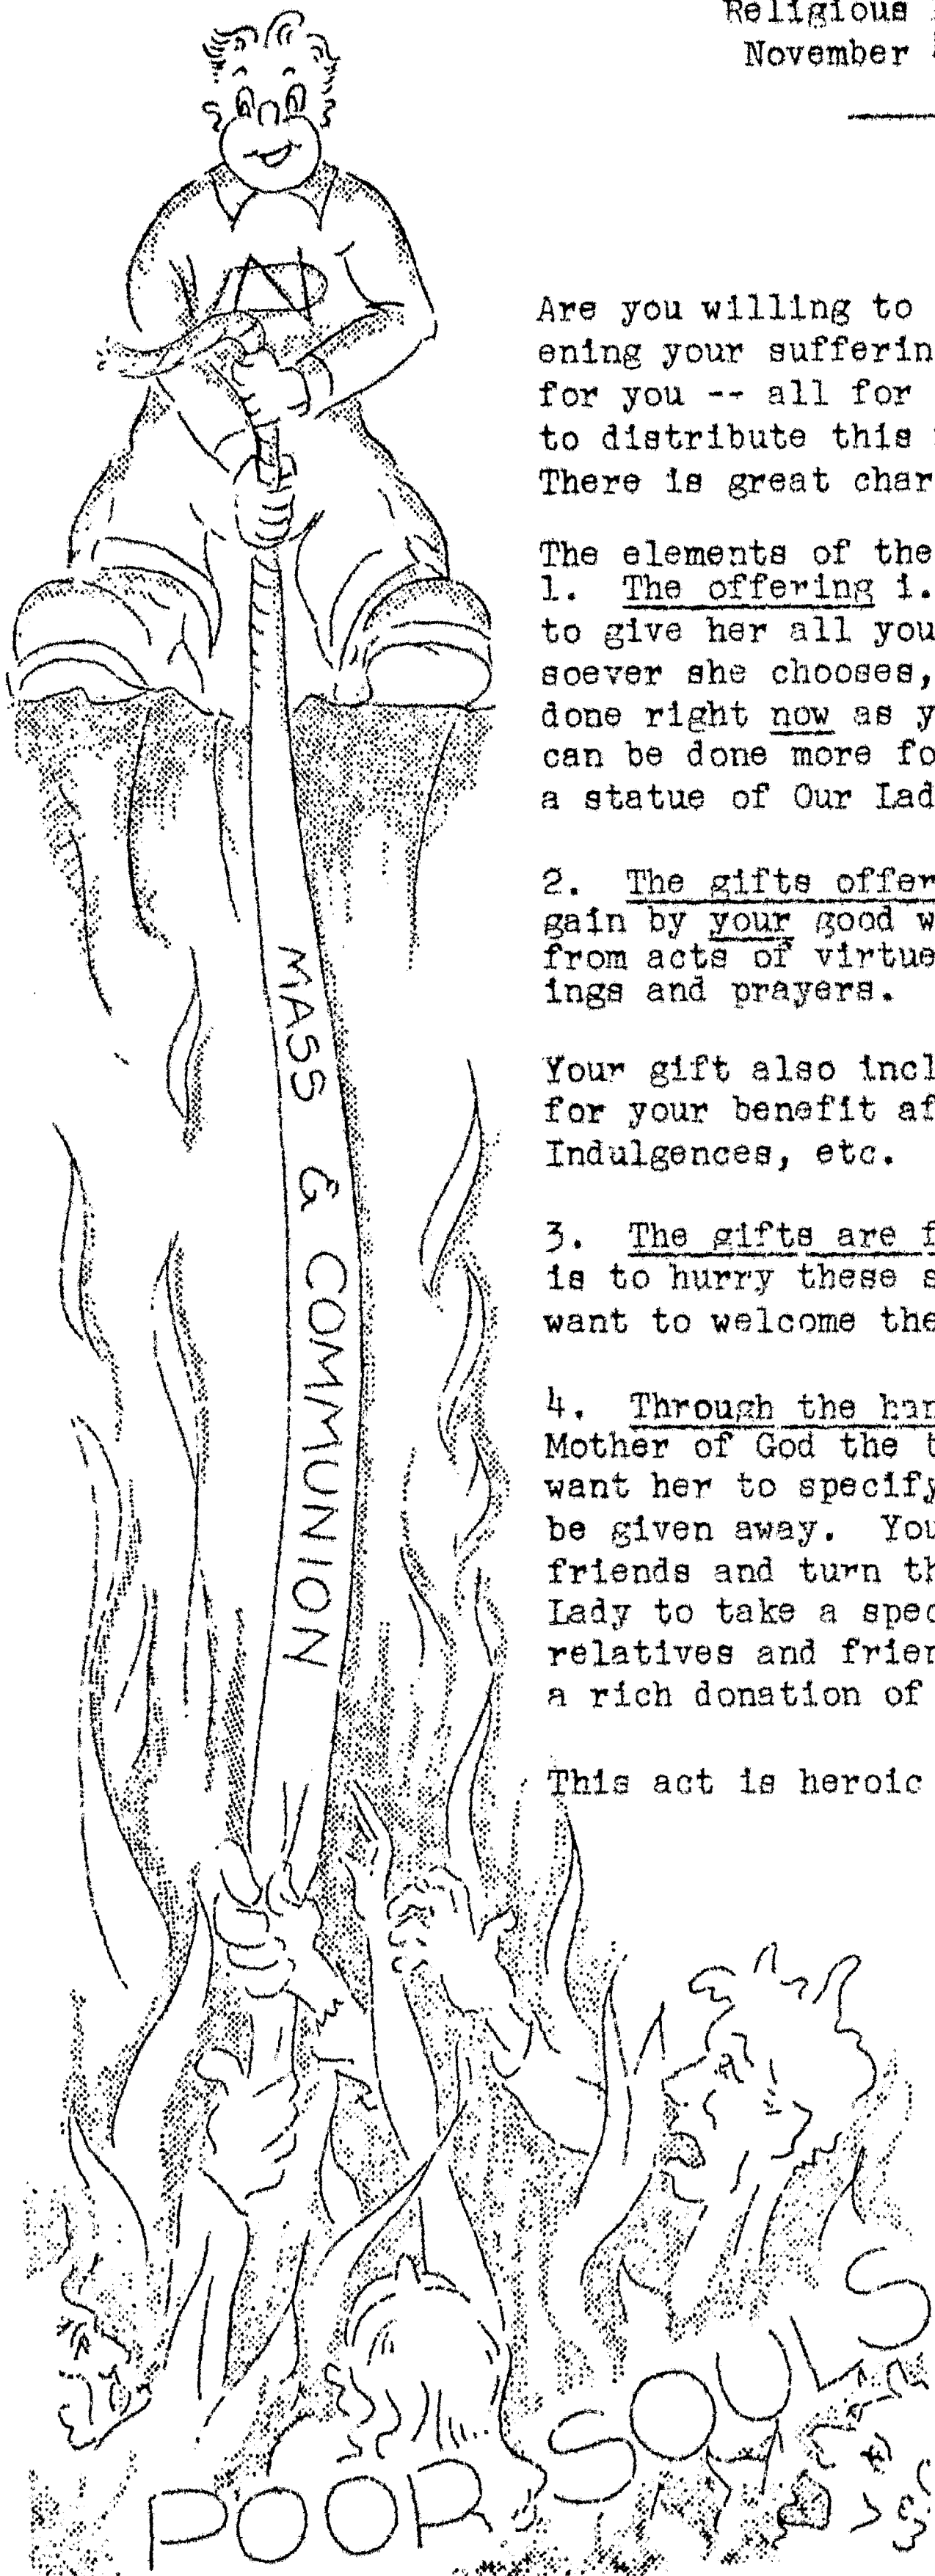 Religious
November
Are you willing to
ening your sufferin
for you -- all for
to distribute this
There is great char
The elements of the
1. The offering i.
to give her all you
soever she chooses,
done right now as y
can be done more fo
a statue of Our Lad
2. The gifts offer
gain by your good w
from acts of virtue
ings and prayers.
Your gift also incl
for your benefit af
Indulgences, etc.
3. The gifts are f
is to hurry these s
want to welcome the
4. Through the han
Mother of God the t
want her to specify
be given away. You
friends and turn th
Lady to take a spec
relatives and frien
a rich donation of
This act is heroic
N
MASS & COMMUNION
POOR SOULS